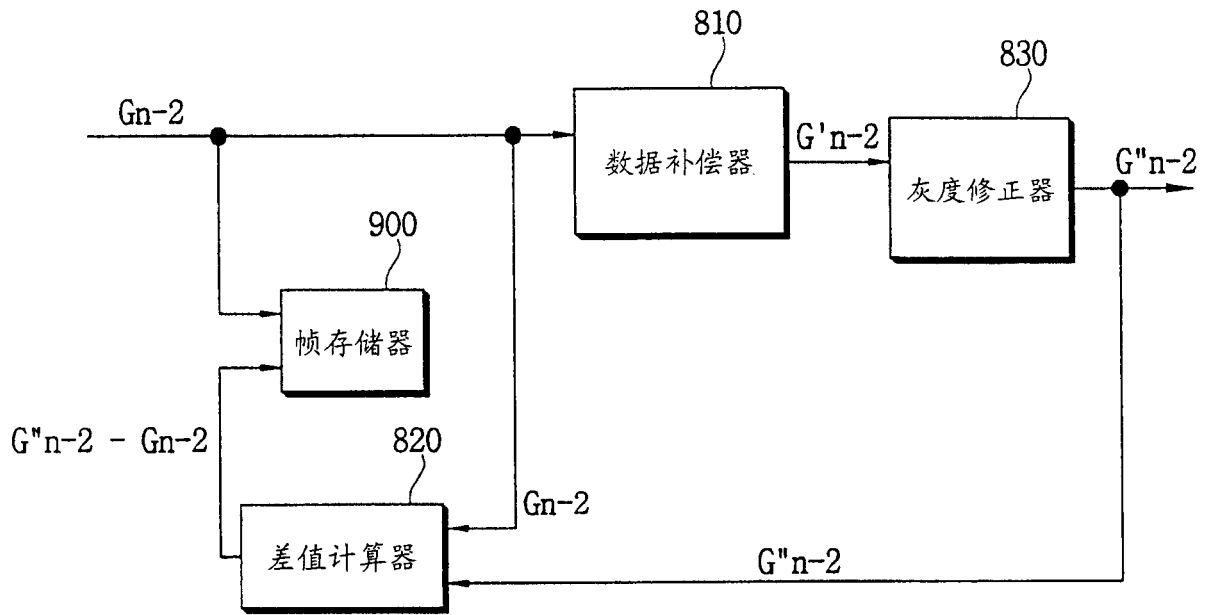 810
830
Gn-2
数据补偿器
G'n-2
灰度修正器
G"n-2
900
帧存储器
G"n-2 - Gn-2
820
Gn-2
差值计算器
G"n-2